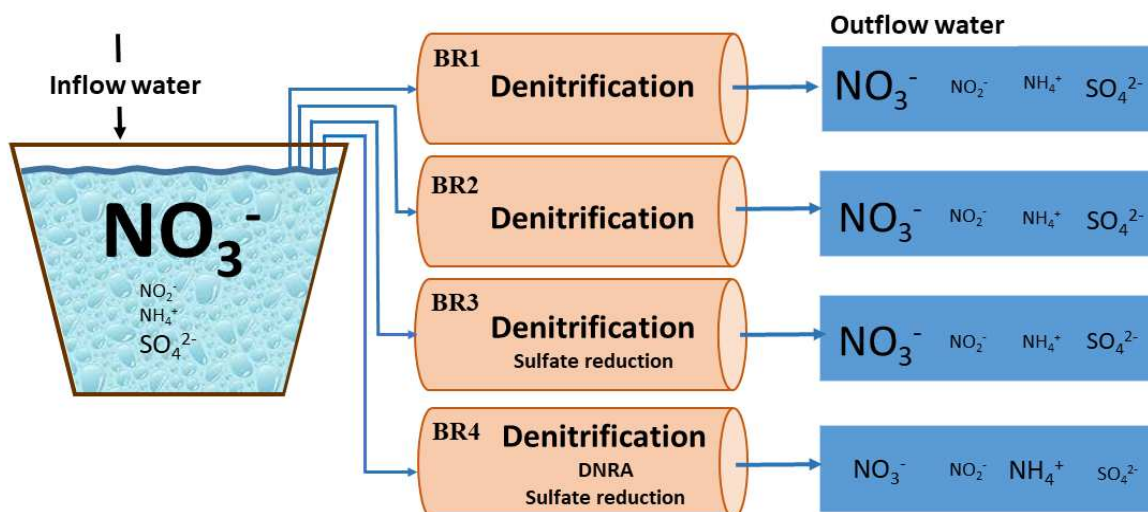 Inflow water
NO₃⁻
NO₂⁻
NH₄⁺
SO₄²⁻
BR1
Denitrification
BR2
Denitrification
BR3
Denitrification
Sulfate reduction
BR4
Denitrification
DNRA
Sulfate reduction
Outflow water
NO₃⁻ NO₂⁻ NH₄⁺ SO₄²⁻
NO₃⁻ NO₂⁻ NH₄⁺ SO₄²⁻
NO₃⁻ NO₂⁻ NH₄⁺ SO₄²⁻
NO₃⁻ NO₂⁻ NH₄⁺ SO₄²⁻